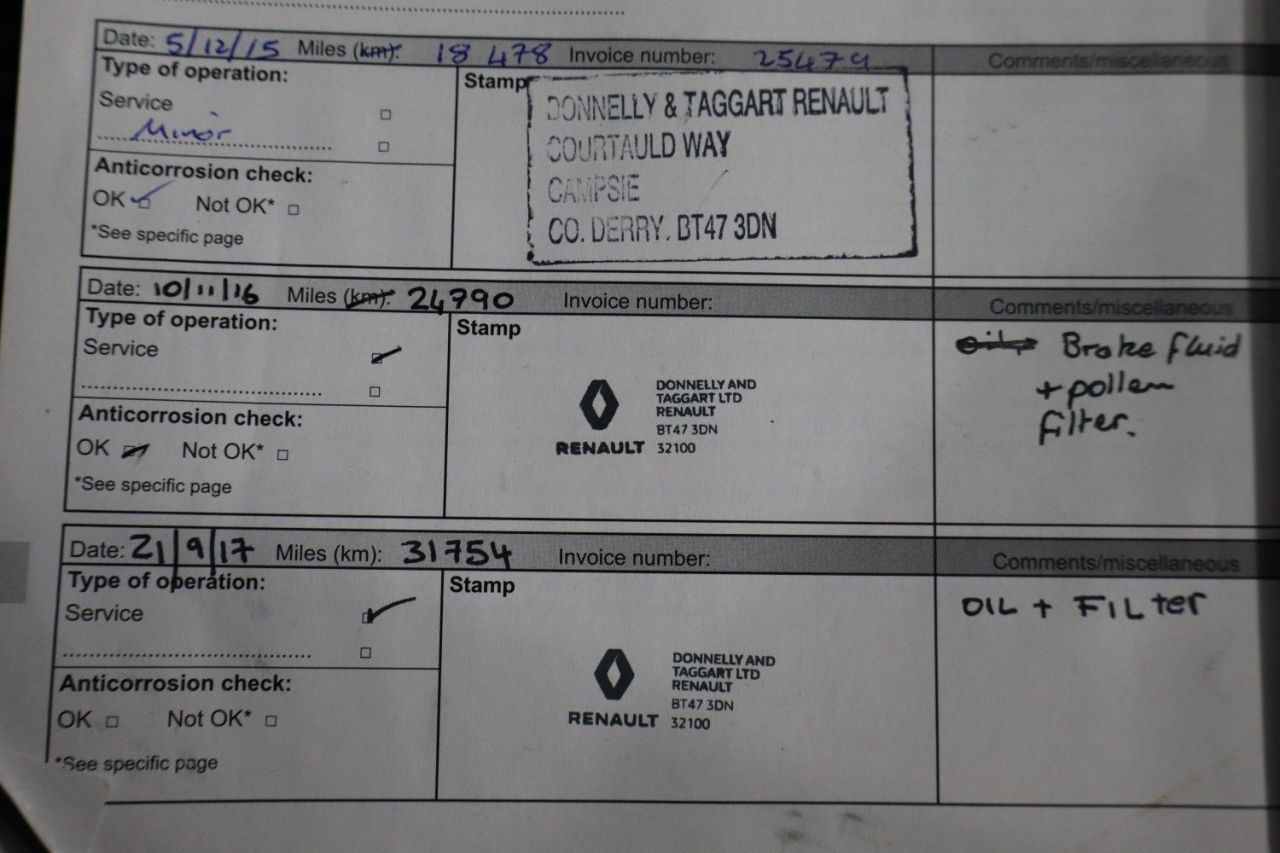 Date: 5/12/15 Miles (km): 18 478 Invoice number: 25479 Comments/miscellaneous
Type of operation:
Service
Minor
Anticorrosion check:
OK Not OK*
*See specific page
Stamp
DONNELLY & TAGGART RENAULT
COURTAULD WAY
CAMPSIE
CO. DERRY. BT47 3DN
Date: 10/11/16 Miles (km): 24790 Invoice number: Comments/miscellaneous
Type of operation:
Service
Anticorrosion check:
OK Not OK*
*See specific page
Stamp
RENAULT
DONNELLY AND
TAGGART LTD
RENAULT
BT47 3DN
32100
Brake fluid
+ pollen
filter.
Date: 21/9/17 Miles (km): 31754 Invoice number: Comments/miscellaneous
Type of operation:
Service
Anticorrosion check:
OK Not OK*
*See specific page
Stamp
RENAULT
DONNELLY AND
TAGGART LTD
RENAULT
BT47 3DN
32100
OIL + FILter